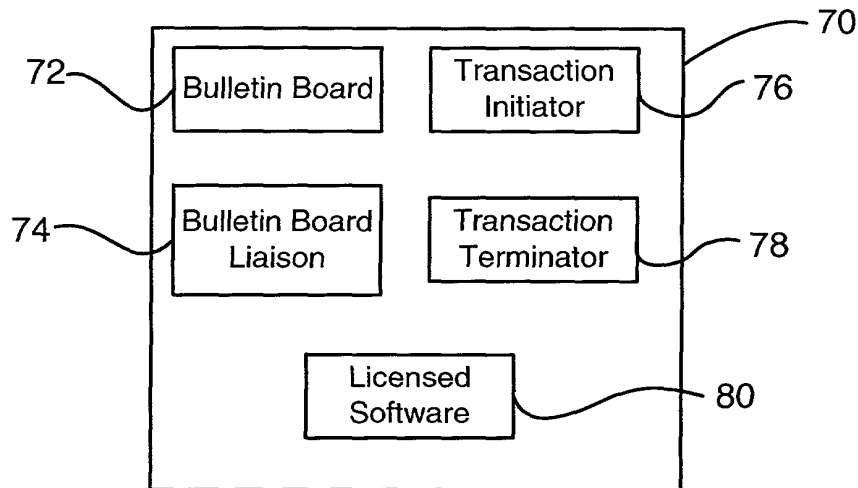 70
72
Bulletin Board
Transaction
Initiator
76
74
Bulletin Board
Liaison
Transaction
Terminator
78
Licensed
Software
80